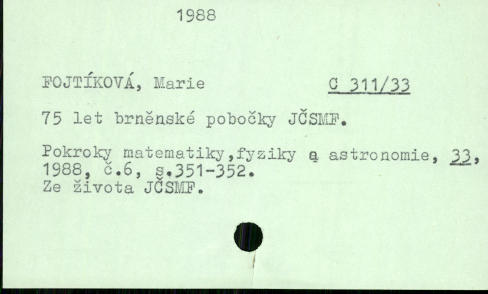 1988
FOJTÍKOVÁ, Marie C 311/33
75 let brněnské pobočky JČSMF.
Pokroky matematiky,fyziky a astronomie, 33,
1988, č.6, s.351-352.
Ze života JČSMF.